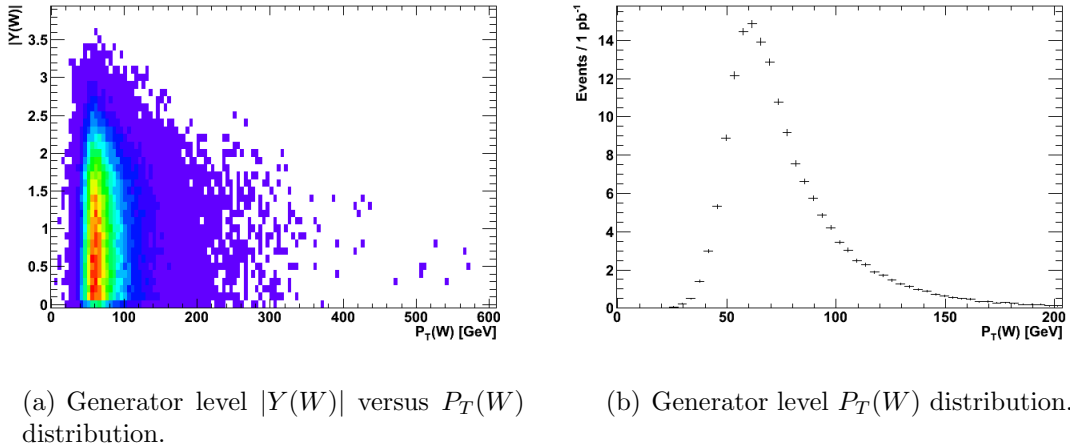 |Y(W)|
3.5
3
2.5
2
1.5
1
0.5
0
0 100 200 300 400 500 600
P_T(W) [GeV]
Events / 1 pb⁻¹
14
12
10
8
6
4
2
0
0 50 100 150 200
P_T(W) [GeV]
(a) Generator level |Y(W)| versus P_T(W)
distribution.
(b) Generator level P_T(W) distribution.